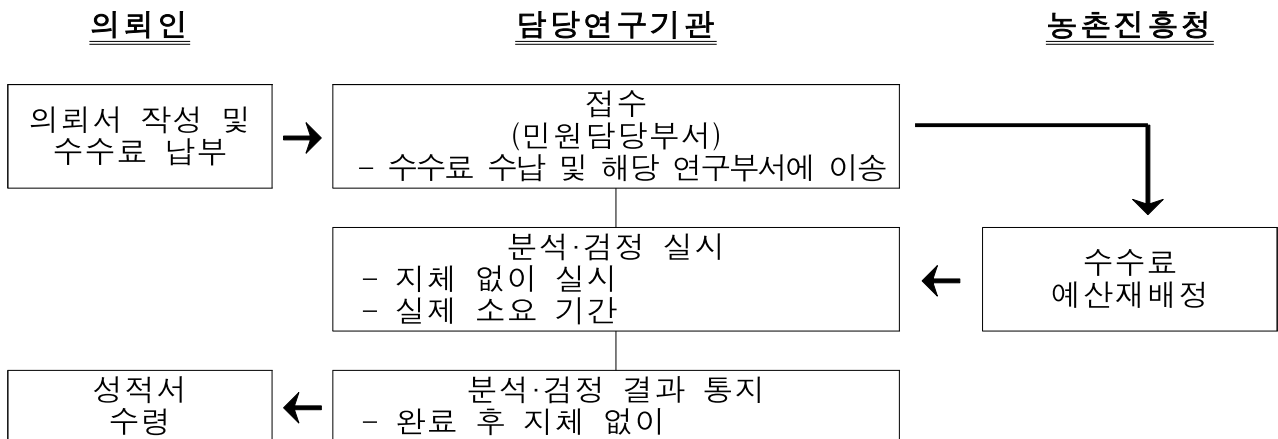 의뢰인
담당연구기관
농촌진흥청
의뢰서 작성 및
수수료 납부
접수
(민원담당부서)
- 수수료 수납 및 해당 연구부서에 이송
분석·검정 실시
- 지체 없이 실시
- 실제 소요 기간
수수료
예산재배정
분석·검정 결과 통지
- 완료 후 지체 없이
성적서
수령